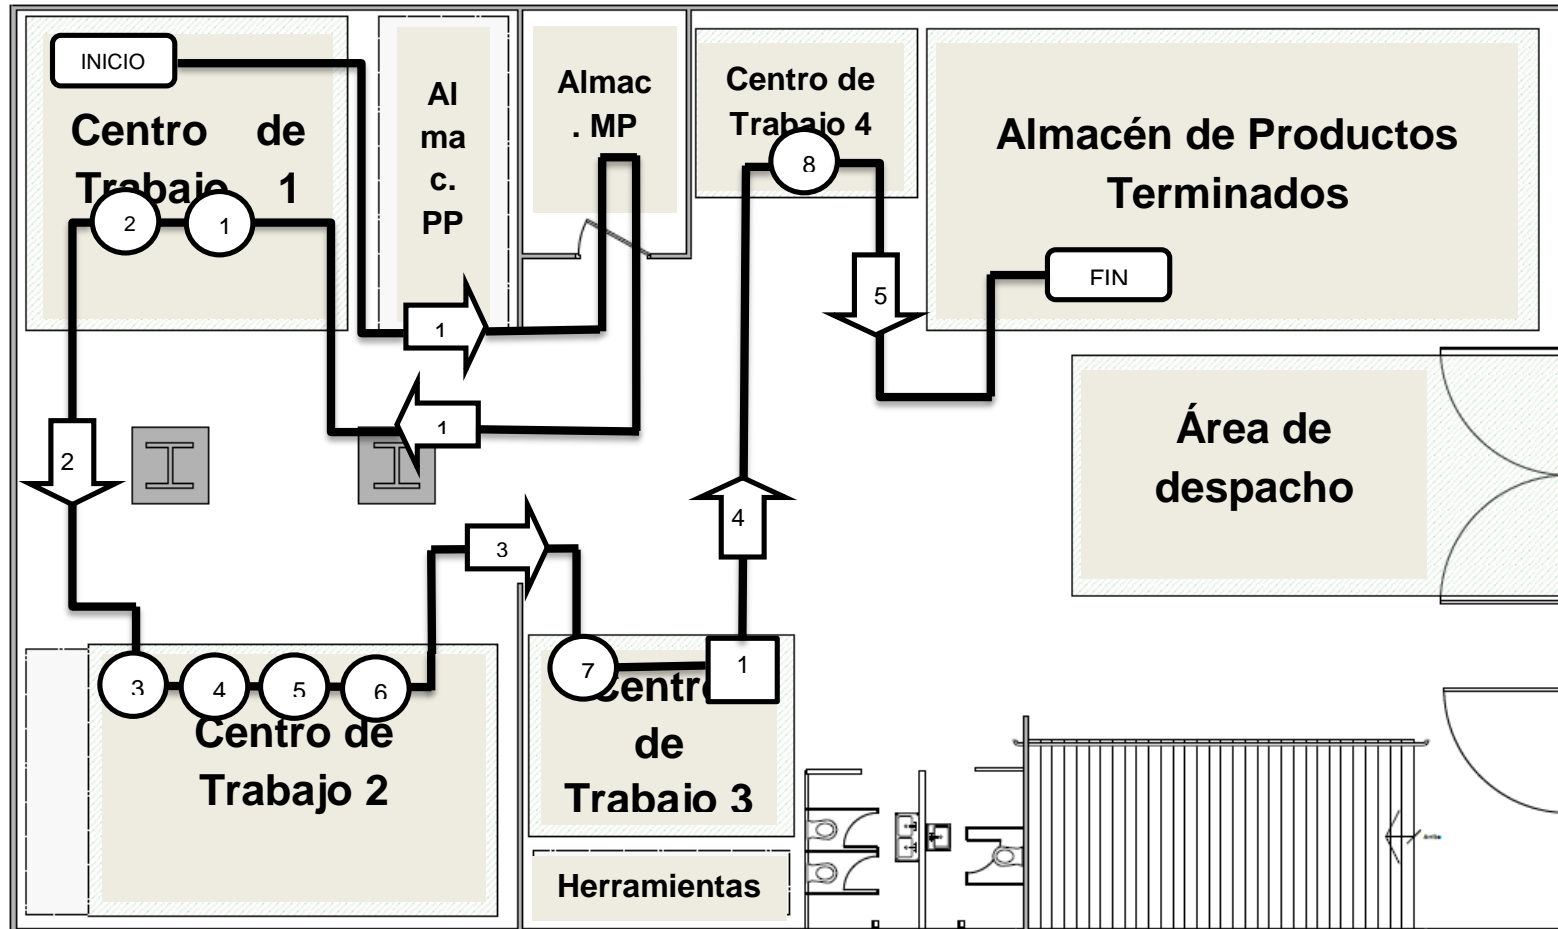 INICIO
Centro de
Trabajo 1
2
1
Al
ma
c.
PP
Almac
. MP
Centro de
Trabajo 4
8
Almacén de Productos
Terminados
FIN
5
1
1
2
Área de
despacho
4
3
3
4
5
6
Centro de
Trabajo 2
7
1
Centro
de
Trabajo 3
Herramientas